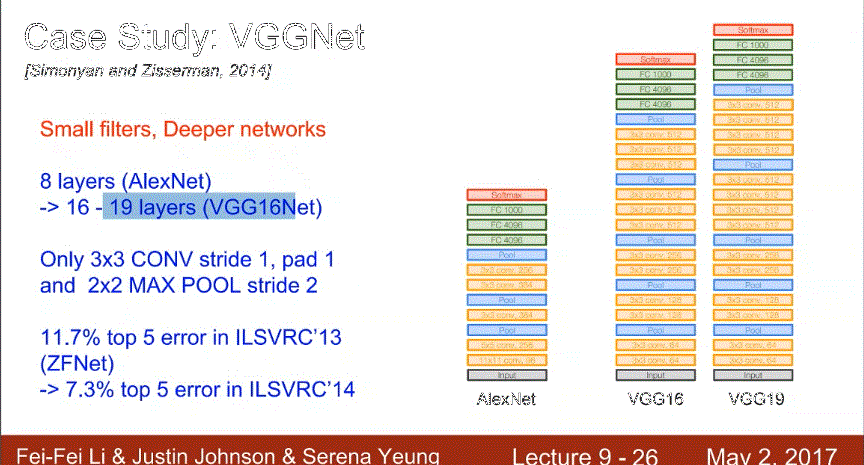 Case Study: VGGNet
[Simonyan and Zisserman, 2014]
Small filters, Deeper networks
8 layers (AlexNet)
-> 16 - 19 layers (VGG16Net)
Only 3x3 CONV stride 1, pad 1
and 2x2 MAX POOL stride 2
11.7% top 5 error in ILSVRC'13
(ZFNet)
-> 7.3% top 5 error in ILSVRC'14
Softmax
FC 1000
FC 4096
FC 4096
Pool
3x3 conv, 256
3x3 conv, 384
Pool
3x3 conv, 384
Pool
5x5 conv, 256
11x11 conv, 96
Input
AlexNet
Softmax
FC 1000
FC 4096
FC 4096
Pool
3x3 conv, 512
3x3 conv, 512
3x3 conv, 512
Pool
3x3 conv, 512
3x3 conv, 512
3x3 conv, 512
Pool
3x3 conv, 256
3x3 conv, 256
Pool
3x3 conv, 128
3x3 conv, 128
Pool
3x3 conv, 64
3x3 conv, 64
Input
VGG16
Softmax
FC 1000
FC 4096
FC 4096
Pool
3x3 conv, 512
3x3 conv, 512
3x3 conv, 512
3x3 conv, 512
Pool
3x3 conv, 512
3x3 conv, 512
3x3 conv, 512
3x3 conv, 512
Pool
3x3 conv, 256
3x3 conv, 256
Pool
3x3 conv, 128
3x3 conv, 128
Pool
3x3 conv, 64
3x3 conv, 64
Input
VGG19
Fei-Fei Li & Justin Johnson & Serena Yeung
Lecture 9 - 26
May 2, 2017